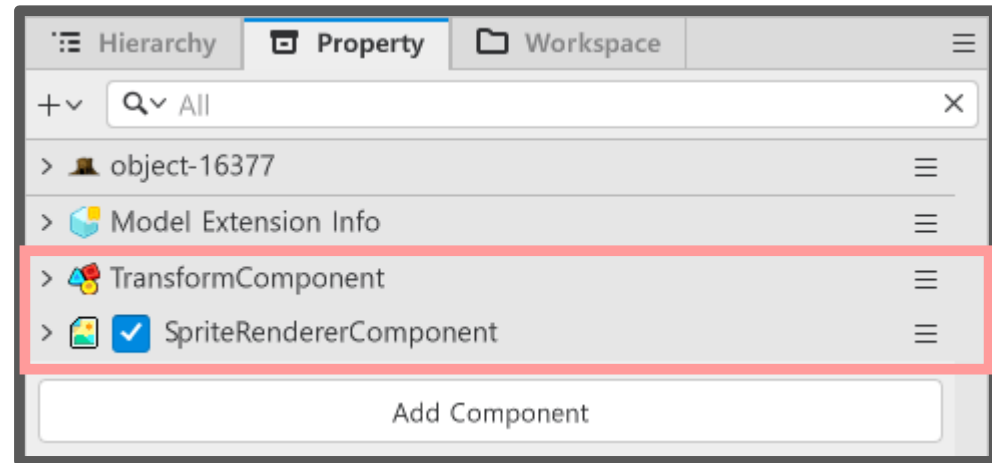 Hierarchy Property Workspace
All
object-16377
Model Extension Info
TransformComponent
SpriteRendererComponent
Add Component